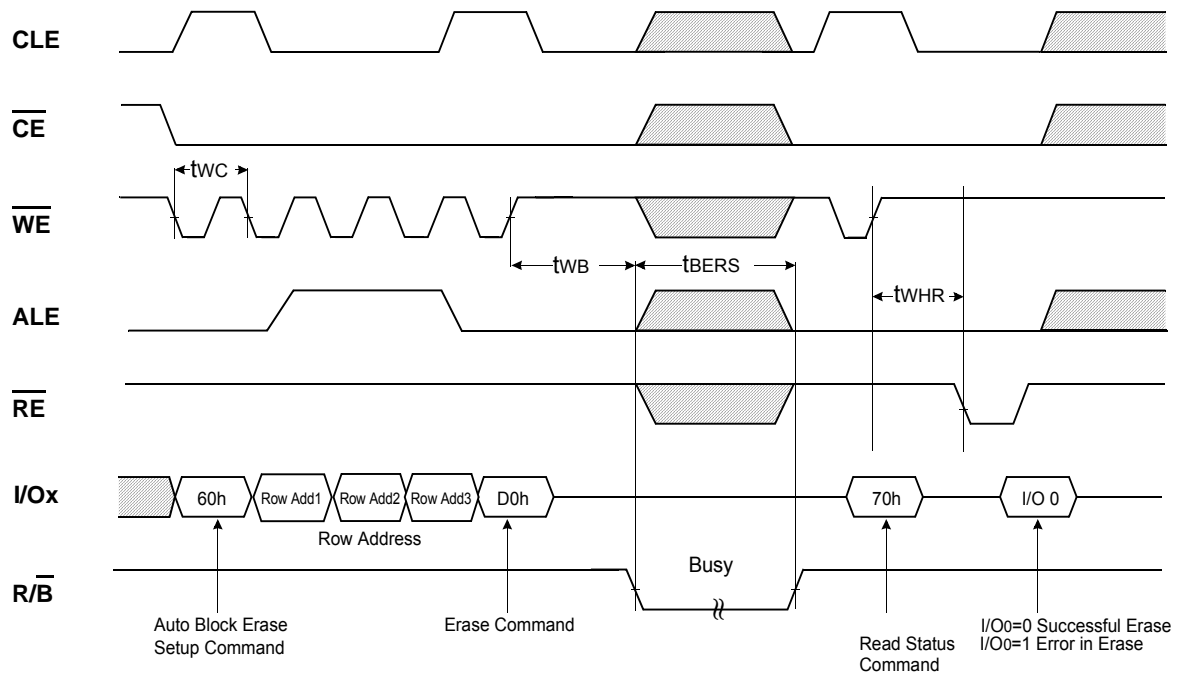 CLE
CE
tWC
WE
tWB
tBERS
tWHR
ALE
RE
I/Ox
60h
Row Add1
Row Add2
Row Add3
D0h
70h
I/O 0
Row Address
R/B
Busy
Auto Block Erase
Setup Command
Erase Command
Read Status
Command
I/O0=0 Successful Erase
I/O0=1 Error in Erase